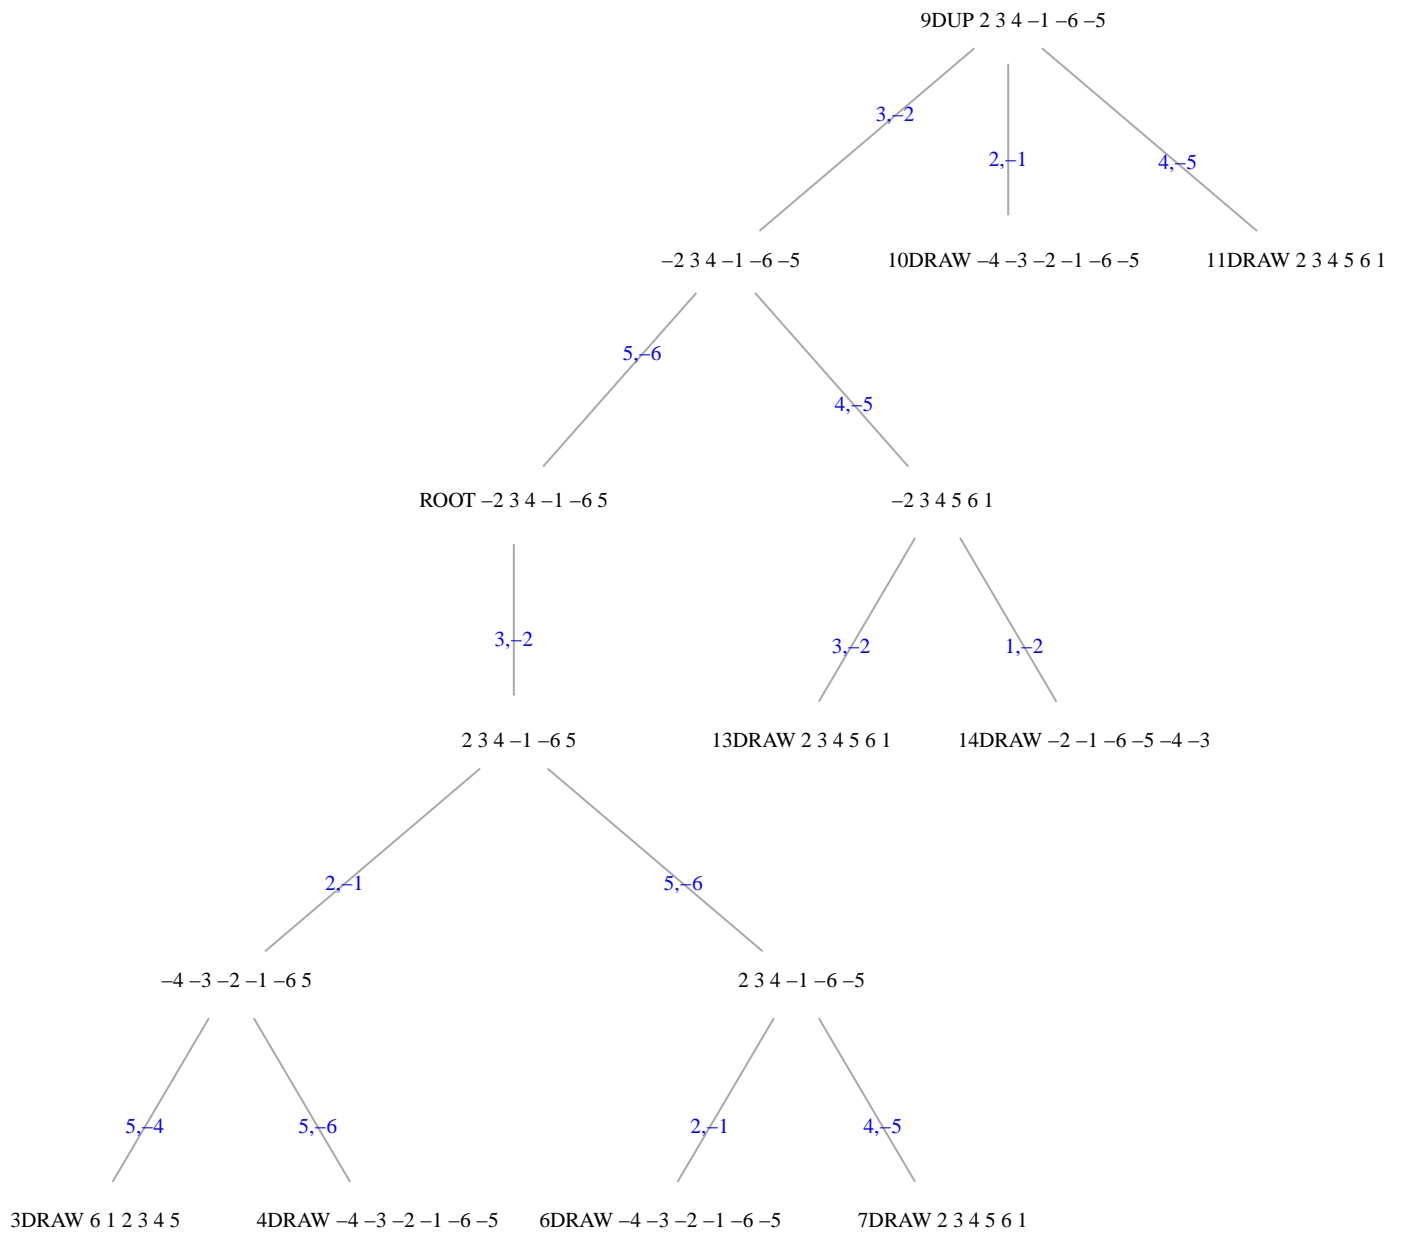 9DUP 2 3 4 –1 –6 –5
3,–2
2,–1
4,–5
–2 3 4 –1 –6 –5
10DRAW –4 –3 –2 –1 –6 –5
11DRAW 2 3 4 5 6 1
5,–6
4,–5
ROOT –2 3 4 –1 –6 5
–2 3 4 5 6 1
3,–2
3,–2
1,–2
2 3 4 –1 –6 5
13DRAW 2 3 4 5 6 1
14DRAW –2 –1 –6 –5 –4 –3
2,–1
5,–6
–4 –3 –2 –1 –6 5
2 3 4 –1 –6 –5
5,–4
5,–6
2,–1
4,–5
3DRAW 6 1 2 3 4 5
4DRAW –4 –3 –2 –1 –6 –5
6DRAW –4 –3 –2 –1 –6 –5
7DRAW 2 3 4 5 6 1